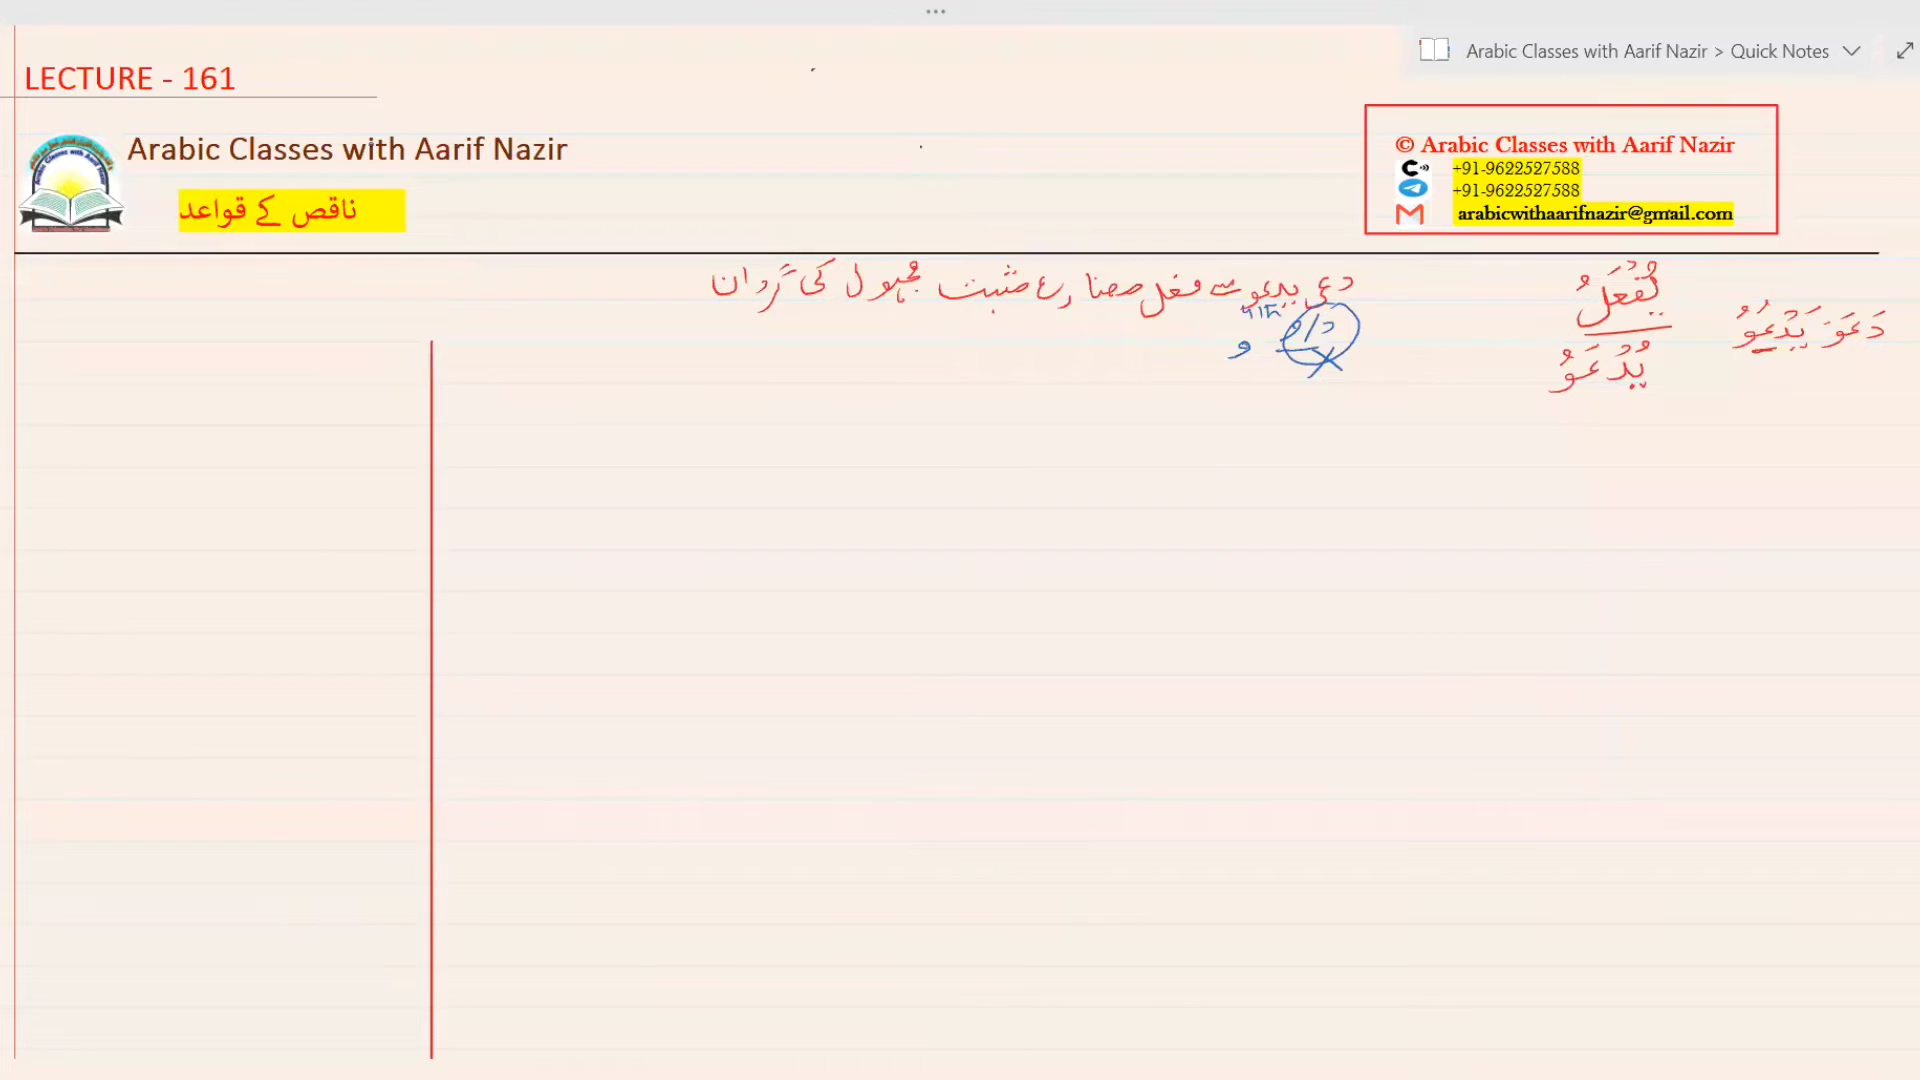 Arabic Classes with Aarif Nazir > Quick Notes
LECTURE - 161
Arabic Classes with Aarif Nazir
ناقص کے قواعد
© Arabic Classes with Aarif Nazir
+91-9622527588
+91-9622527588
arabicwithaarifnazir@gmail.com
دعی یدعو سے فعل مضارع مثبت مجہول کی گردان
يُفْعَلُ
دَعَوَ يَدْعُوُ
يُدْعَوُ
و